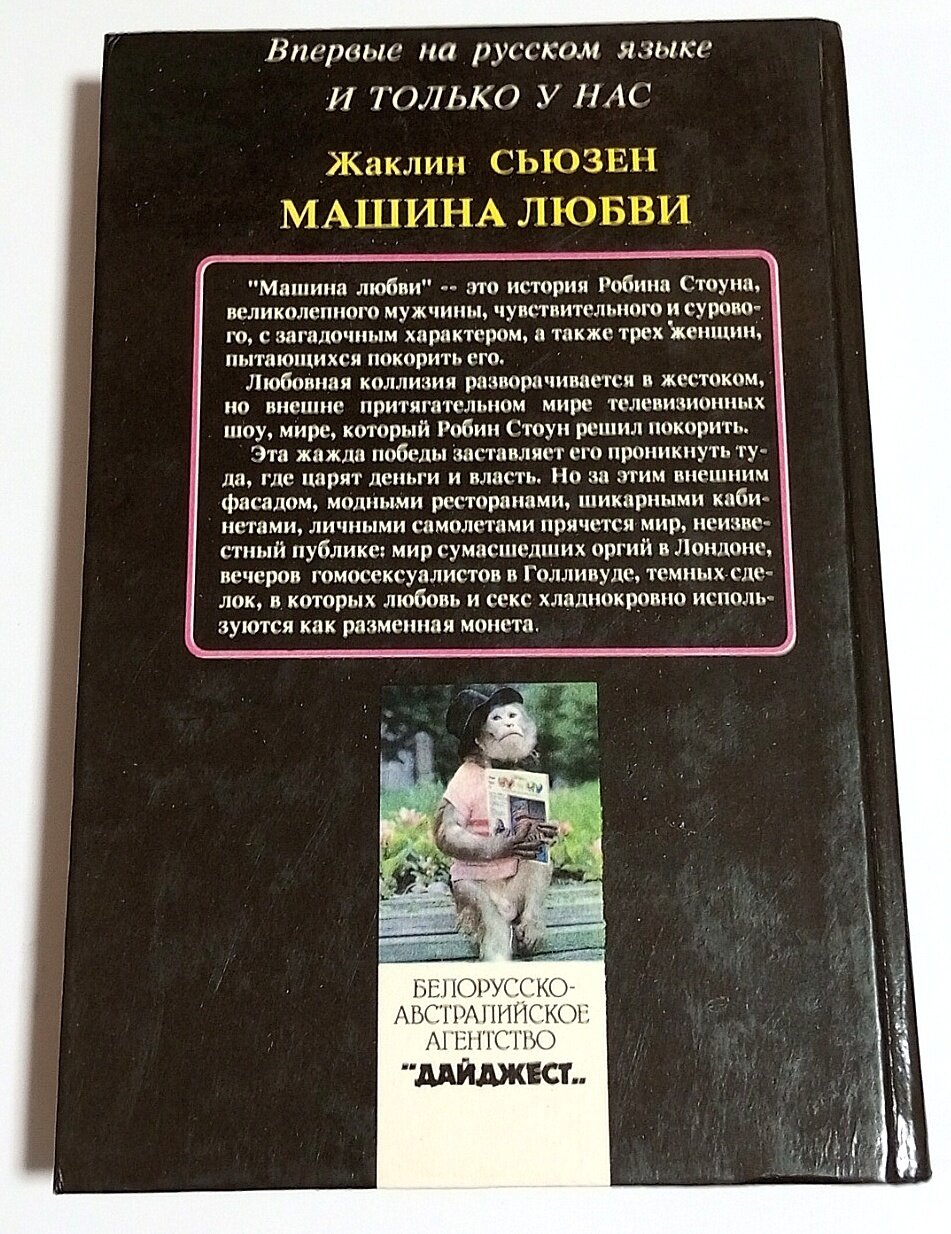 Впервые на русском языке
И ТОЛЬКО У НАС
Жаклин СЬЮЗЕН
МАШИНА ЛЮБВИ
"Машина любви" -- это история Робина Стоуна,
великолепного мужчины, чувствительного и сурово-
го, с загадочным характером, а также трех женщин,
пытающихся покорить его.
Любовная коллизия разворачивается в жестоком,
но внешне притягательном мире телевизионных
шоу, мире, который Робин Стоун решил покорить.
Эта жажда победы заставляет его проникнуть ту-
да, где царят деньги и власть. Но за этим внешним
фасадом, модными ресторанами, шикарными каби-
нетами, личными самолетами прячется мир, неизве-
стный публике: мир сумасшедших оргий в Лондоне,
вечеров гомосексуалистов в Голливуде, темных сде-
лок, в которых любовь и секс хладнокровно исполь-
зуются как разменная монета.
БЕЛОРУССКО-
АВСТРАЛИЙСКОЕ
АГЕНТСТВО
"ДАЙДЖЕСТ"